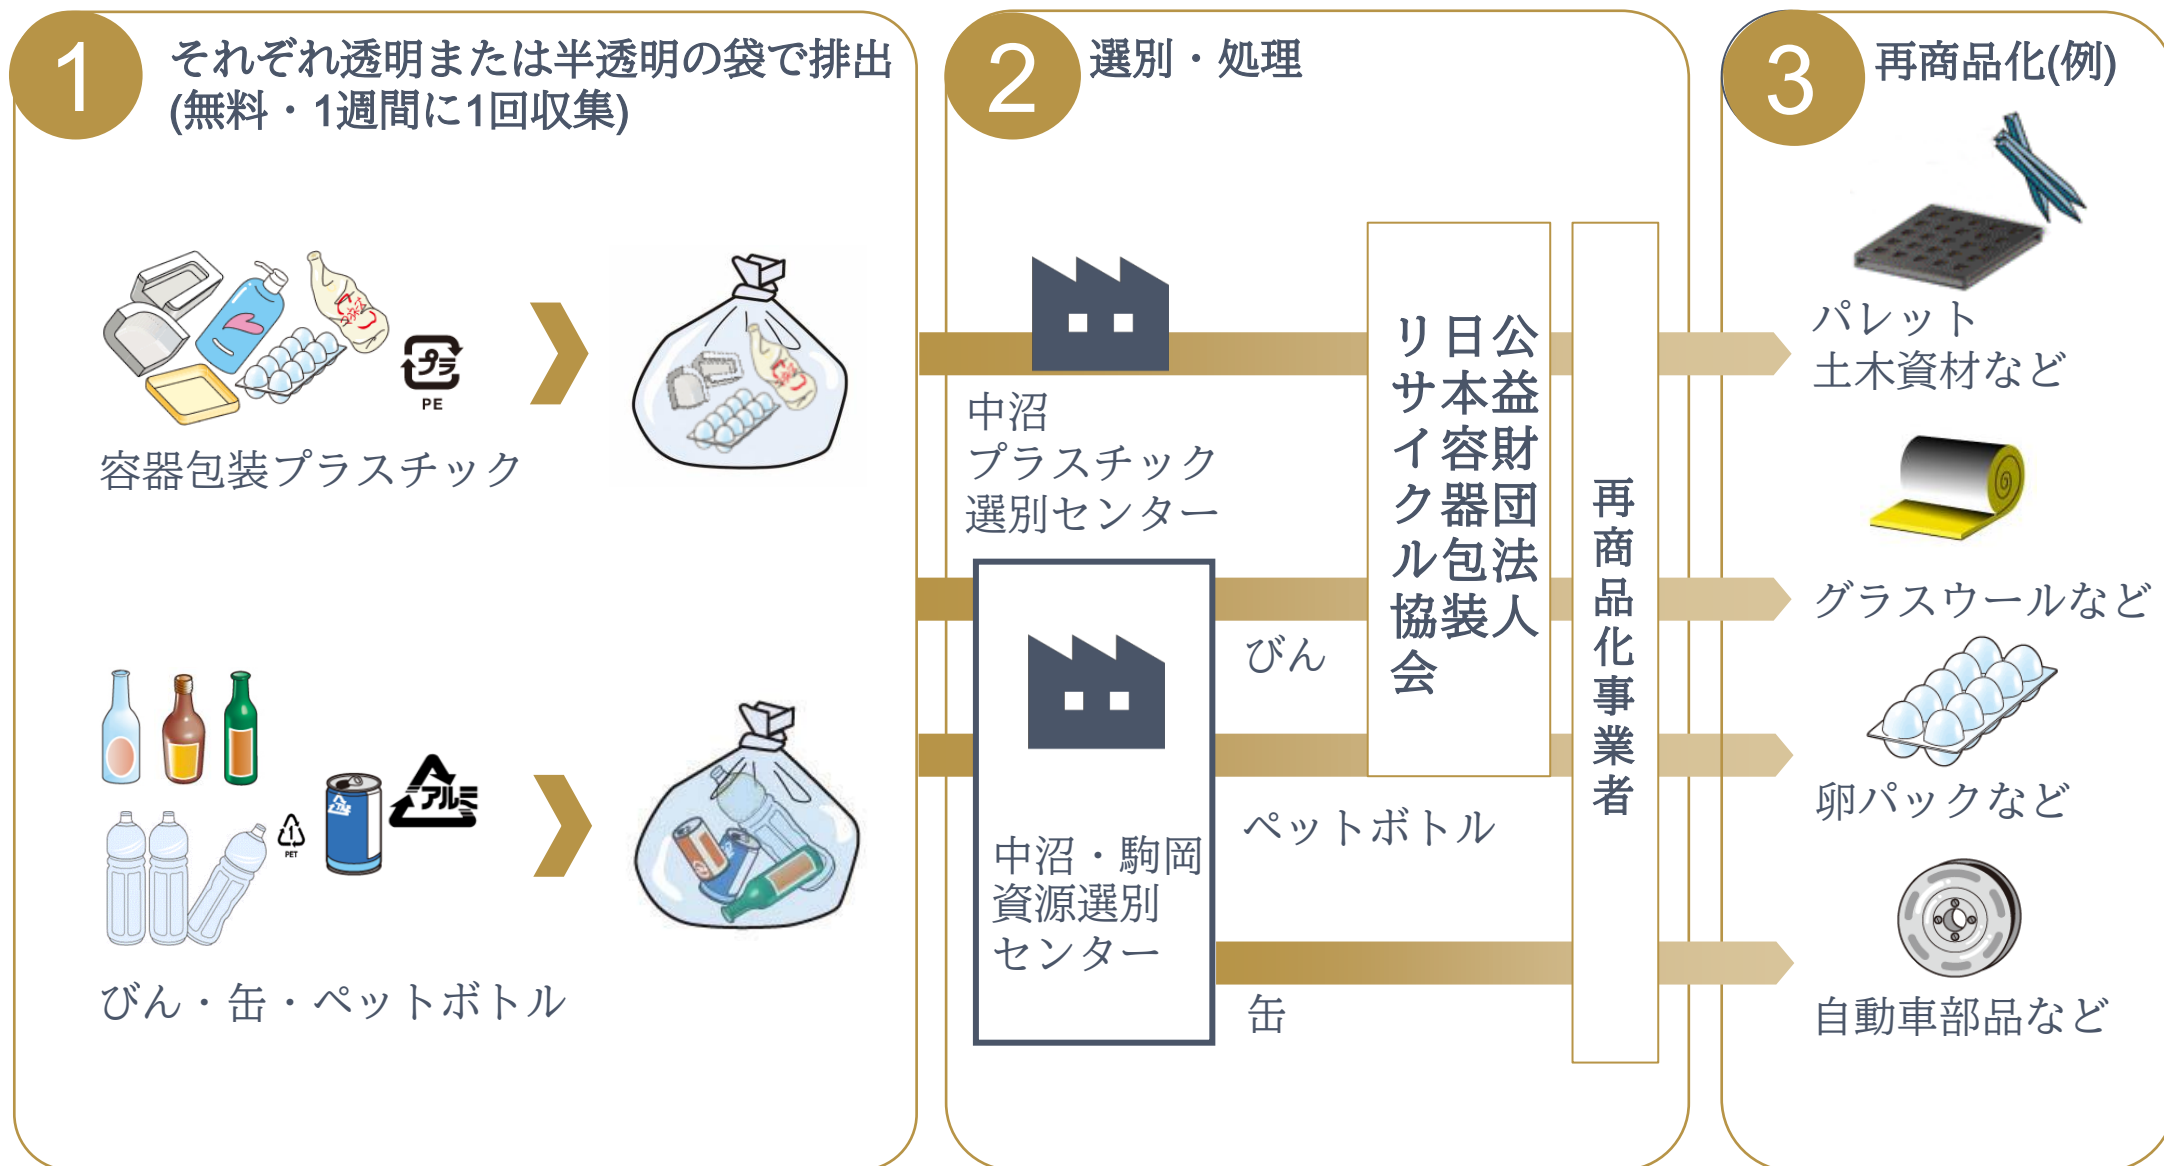 1
それぞれ透明または半透明の袋で排出
(無料・1週間に1回収集)
プラ
PE
容器包装プラスチック
1
PET
アルミ
アルミ
びん・缶・ペットボトル
2
選別・処理
中沼
プラスチック
選別センター
中沼・駒岡
資源選別
センター
びん
ペットボトル
缶
公益財団法人
日本容器包装
リサイクル協会
再商品化事業者
3
再商品化(例)
パレット
土木資材など
グラスウールなど
卵パックなど
自動車部品など